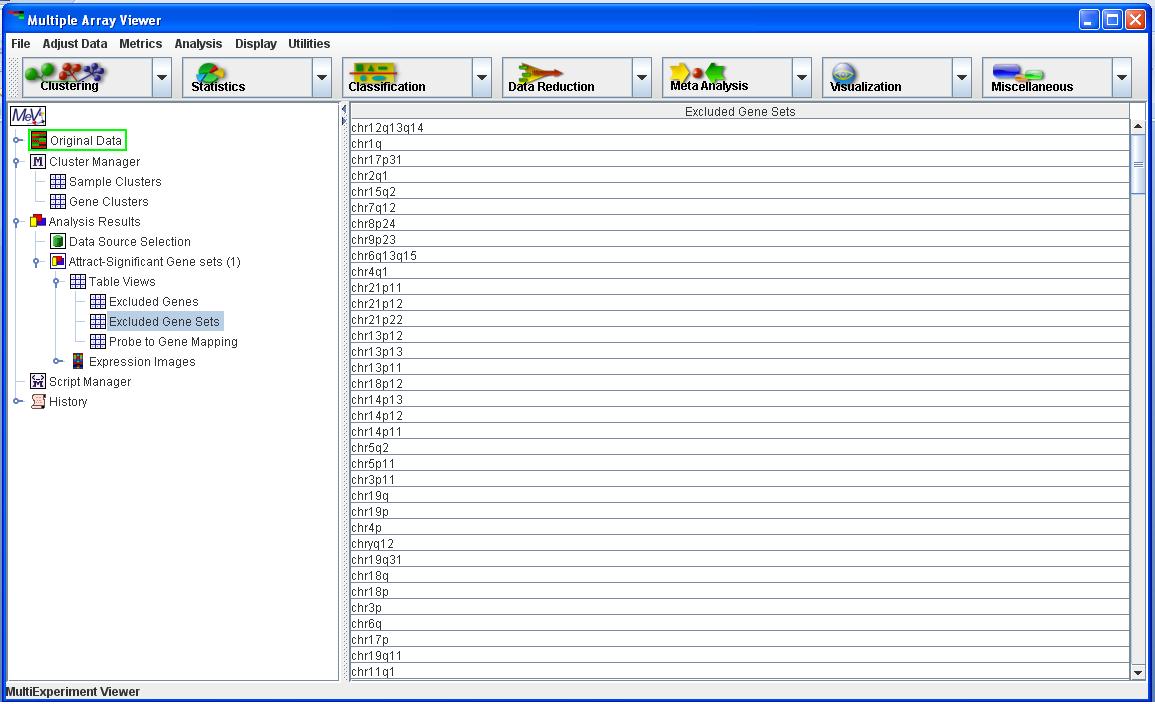 Multiple Array Viewer
File Adjust Data Metrics Analysis Display Utilities
Clustering Statistics Classification Data Reduction Meta Analysis Visualization Miscellaneous
MeV
Original Data
Cluster Manager
Sample Clusters
Gene Clusters
Analysis Results
Data Source Selection
Attract-Significant Gene sets (1)
Table Views
Excluded Genes
Excluded Gene Sets
Probe to Gene Mapping
Expression Images
Script Manager
History
Excluded Gene Sets
chr12q13q14
chr1q
chr17p31
chr2q1
chr15q2
chr7q12
chr8p24
chr9p23
chr6q13q15
chr4q1
chr21p11
chr21p12
chr21p22
chr13p12
chr13p13
chr13p11
chr18p12
chr14p13
chr14p12
chr14p11
chr5q2
chr5p11
chr3p11
chr19q
chr19p
chr4p
chryq12
chr19q31
chr18q
chr18p
chr3p
chr6q
chr17p
chr19q11
chr11q1
MultiExperiment Viewer